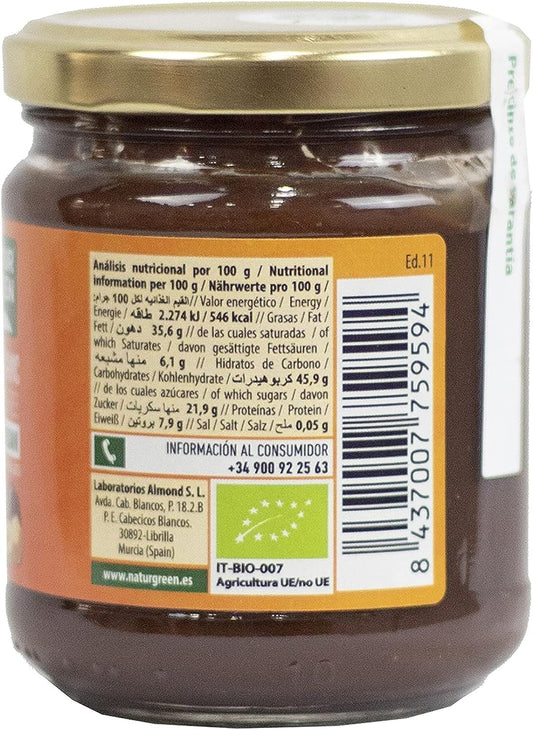 Precinto de Garantía
Ed.11
Análisis nutricional por 100 g / Nutritional
information per 100 g / Nährwerte pro 100 g /
القيم الغذائية لكل 100 جرام://Valor energético / Energy /
Energie / طاقه 2.274 kJ / 546 kcal // Grasas / Fat /
Fett / دهون 35,6 g // de las cuales saturadas / of
which Saturates / davon gesättigte Fettsäuren /
منها مشبعه 6,1 g // Hidratos de Carbono /
Carbohydrates / Kohlenhydrate / كربوهيدرات 45,9 g
// de los cuales azúcares / of which sugars / davon
Zucker / منها سكريات 21,9 g // Proteínas / Protein /
Eiweiß / بروتين 7,9 g // Sal / Salt / Salz / ملح 0,05 g
INFORMACIÓN AL CONSUMIDOR
+34 900 92 25 63
Laboratorios Almond S. L.
Avda. Cab. Blancos, P. 18.2.B
P. E. Cabecicos Blancos.
30892-Librilla
Murcia (Spain)
www.naturgreen.es
IT-BIO-007
Agricultura UE/no UE
8 437007 759594